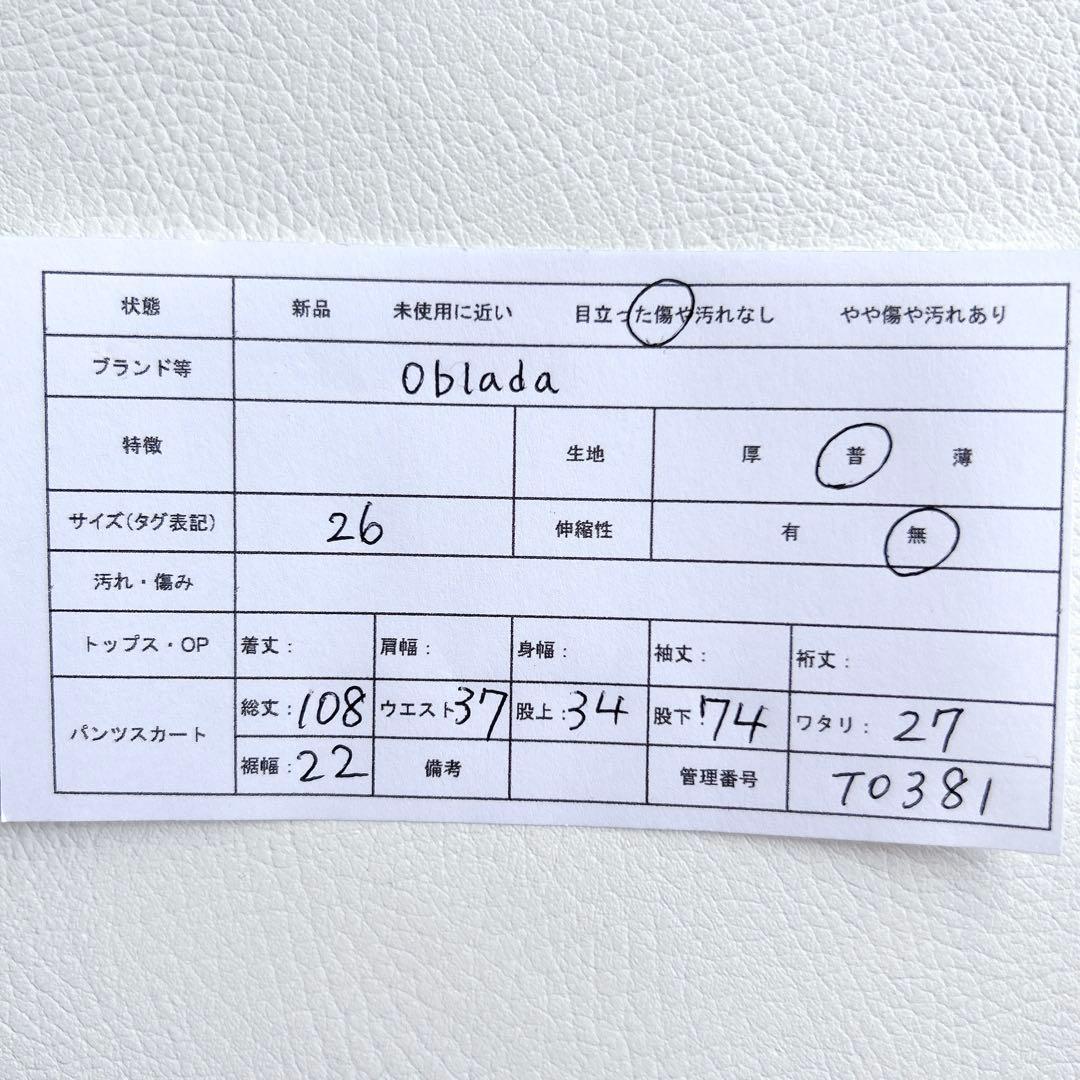 状態 新品 未使用に近い 目立った傷や汚れなし やや傷や汚れあり
ブランド等 Oblada
特徴 生地 厚 普 薄
サイズ(タグ表記) 26 伸縮性 有 無
汚れ・傷み
トップス・OP 着丈: 肩幅: 身幅: 袖丈: 裄丈:
パンツスカート 総丈:108 ウエスト37 股上:34 股下:74 ワタリ: 27
裾幅:22 備考 管理番号 T0381